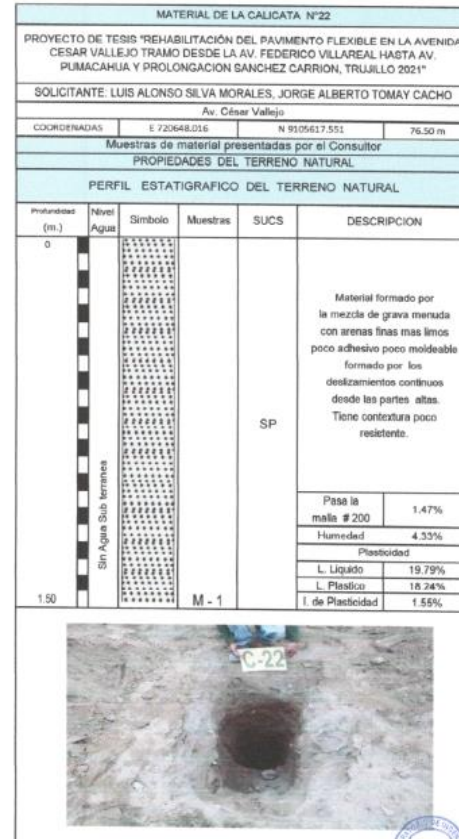 MATERIAL DE LA CALICATA N°22
PROYECTO DE TESIS "REHABILITACIÓN DEL PAVIMENTO FLEXIBLE EN LA AVENIDA
CESAR VALLEJO TRAMO DESDE LA AV. FEDERICO VILLAREAL HASTA AV.
PUMACAHUA Y PROLONGACION SANCHEZ CARRION, TRUJILLO 2021"
SOLICITANTE: LUIS ALONSO SILVA MORALES, JORGE ALBERTO TOMAY CACHO
Av. César Vallejo
COORDENADAS E 720648.016 N 9105617.551 76.50 m
Muestras de material presentadas por el Consultor
PROPIEDADES DEL TERRENO NATURAL
PERFIL ESTATIGRAFICO DEL TERRENO NATURAL
Profundidad (m.) Nivel Agua Simbolo Muestras SUCS DESCRIPCION
0
Material formado por
la mezcla de grava menuda
con arenas finas mas limos
poco adhesivo poco moldeable
formado por los
deslizamientos continuos
desde las partes altas.
Tiene contextura poco
resistente.
SP
Sin Agua Sub terranea
Pasa la malla # 200 1.47%
Humedad 4.33%
Plasticidad
L. Liquido 19.79%
L. Plastico 18.24%
I. de Plasticidad 1.55%
1.50 M - 1
C-22